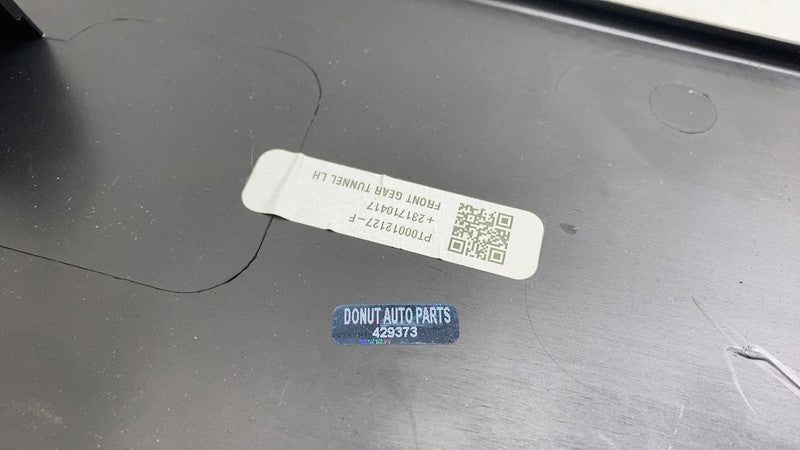 PT00012127-F
+231710417
FRONT GEAR TUNNEL LH
DONUT AUTO PARTS
429373